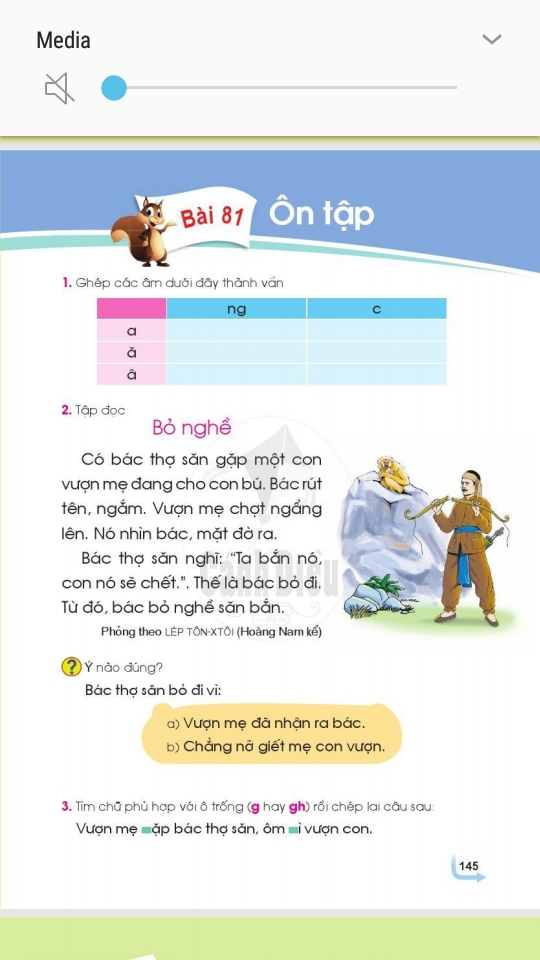 Media
Bài 81
Ôn tập
1. Ghép các âm dưới đây thành vần
ng c
a
ă
â
2. Tập đọc
Bỏ nghề
Có bác thợ săn gặp một con
vượn mẹ đang cho con bú. Bác rút
tên, ngắm. Vượn mẹ chợt ngẩng
lên. Nó nhìn bác, mặt đờ ra.
Bác thợ săn nghĩ: “Ta bắn nó,
con nó sẽ chết.”. Thế là bác bỏ đi.
Từ đó, bác bỏ nghề săn bắn.
Phỏng theo LÉP TÔN-XTÔI (Hoàng Nam kể)
Cánh Diều
? Ý nào đúng?
Bác thợ săn bỏ đi vì:
a) Vượn mẹ đã nhận ra bác.
b) Chẳng nỡ giết mẹ con vượn.
3. Tìm chữ phù hợp với ô trống (g hay gh) rồi chép lại câu sau:
Vượn mẹ ặp bác thợ săn, ôm ì vượn con.
145